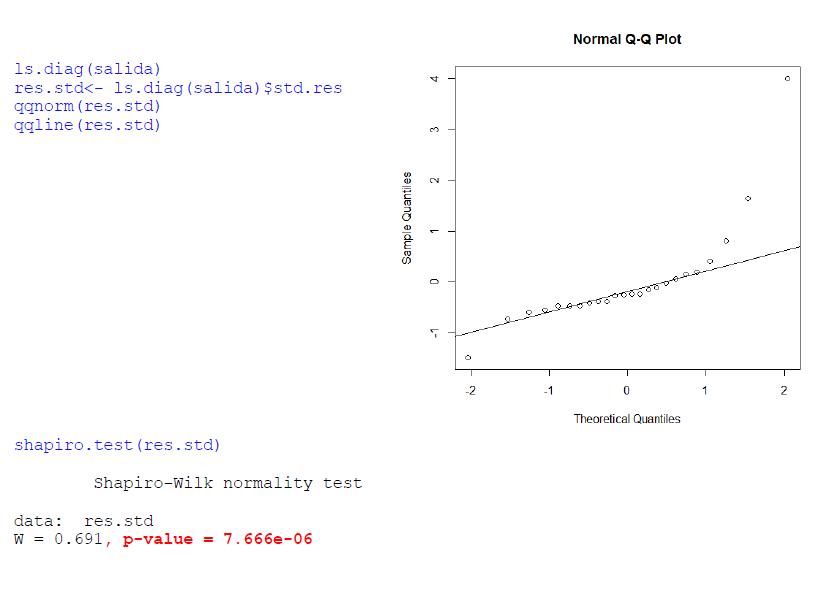 ls.diag(salida)
res.std<- ls.diag(salida)$std.res
qqnorm(res.std)
qqline(res.std)
Normal Q-Q Plot
Sample Quantiles
4
3
2
1
0
-1
-2
-1
0
1
2
Theoretical Quantiles
shapiro.test(res.std)
Shapiro-Wilk normality test
data:  res.std
W = 0.691, p-value = 7.666e-06